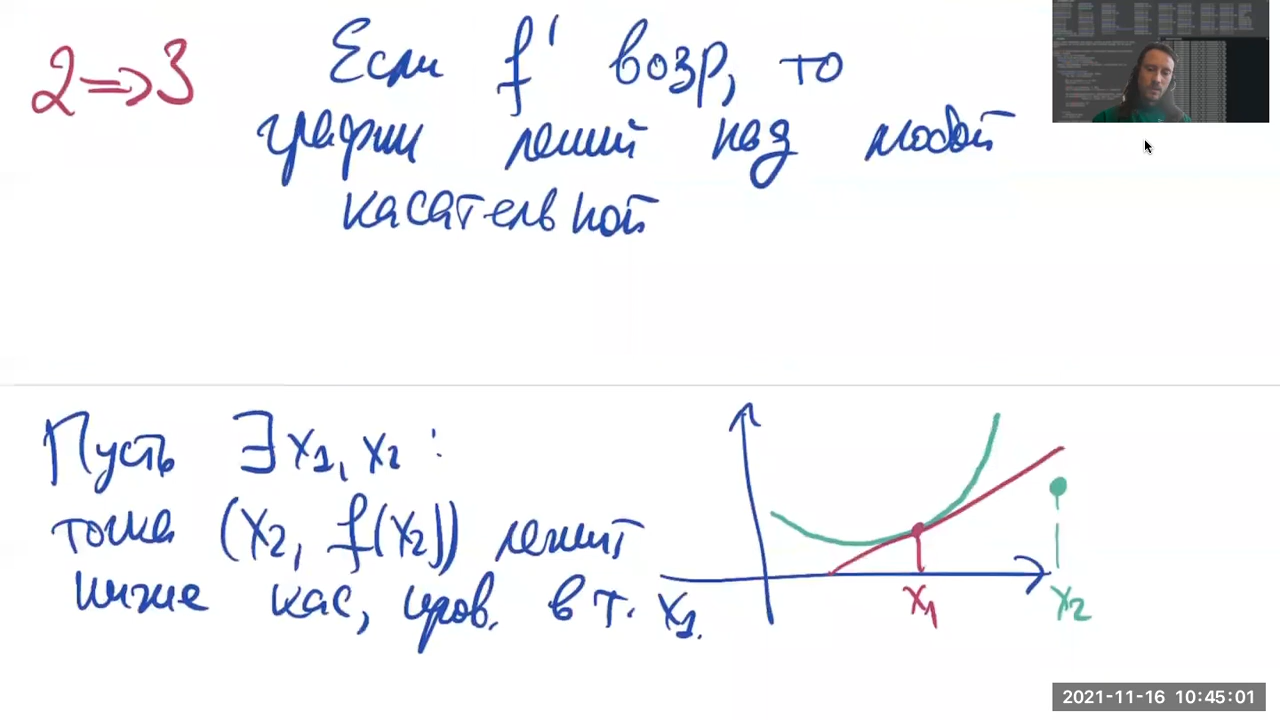 2 => 3
Если f' возр, то
график лежит над любой
касательной
Пусть ∃ x₁, x₂ :
точка (x₂, f(x₂)) лежит
ниже кас, пров. в т. x₁.
x₁
x₂
2021-11-16 10:45:01